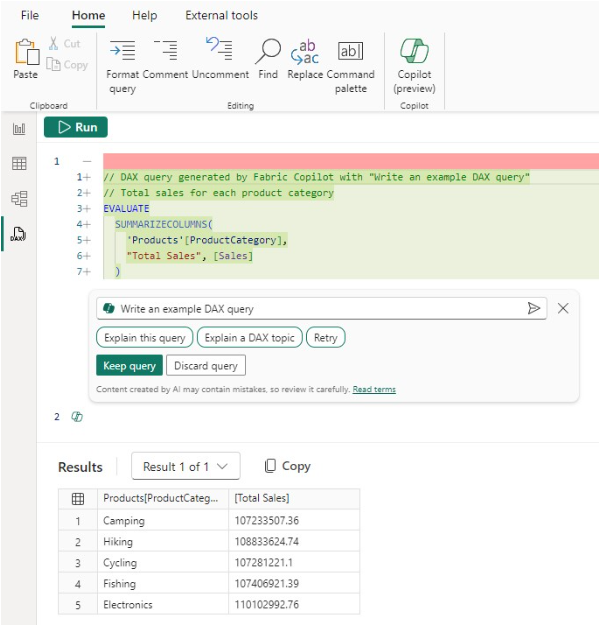 File Home Help External tools
Paste Cut Copy Format query Comment Uncomment Find Replace Command palette Copilot (preview)
Clipboard Editing Copilot
Run
1 —
1+ // DAX query generated by Fabric Copilot with "Write an example DAX query"
2+ // Total sales for each product category
3+ EVALUATE
4+ SUMMARIZECOLUMNS(
5+ 'Products'[ProductCategory],
6+ "Total Sales", [Sales]
7+ )
Write an example DAX query
Explain this query Explain a DAX topic Retry
Keep query Discard query
Content created by AI may contain mistakes, so review it carefully. Read terms
2
Results Result 1 of 1 Copy
Products[ProductCateg... [Total Sales]
1 Camping 107233507.36
2 Hiking 108833624.74
3 Cycling 107281221.1
4 Fishing 107406921.39
5 Electronics 110102992.76